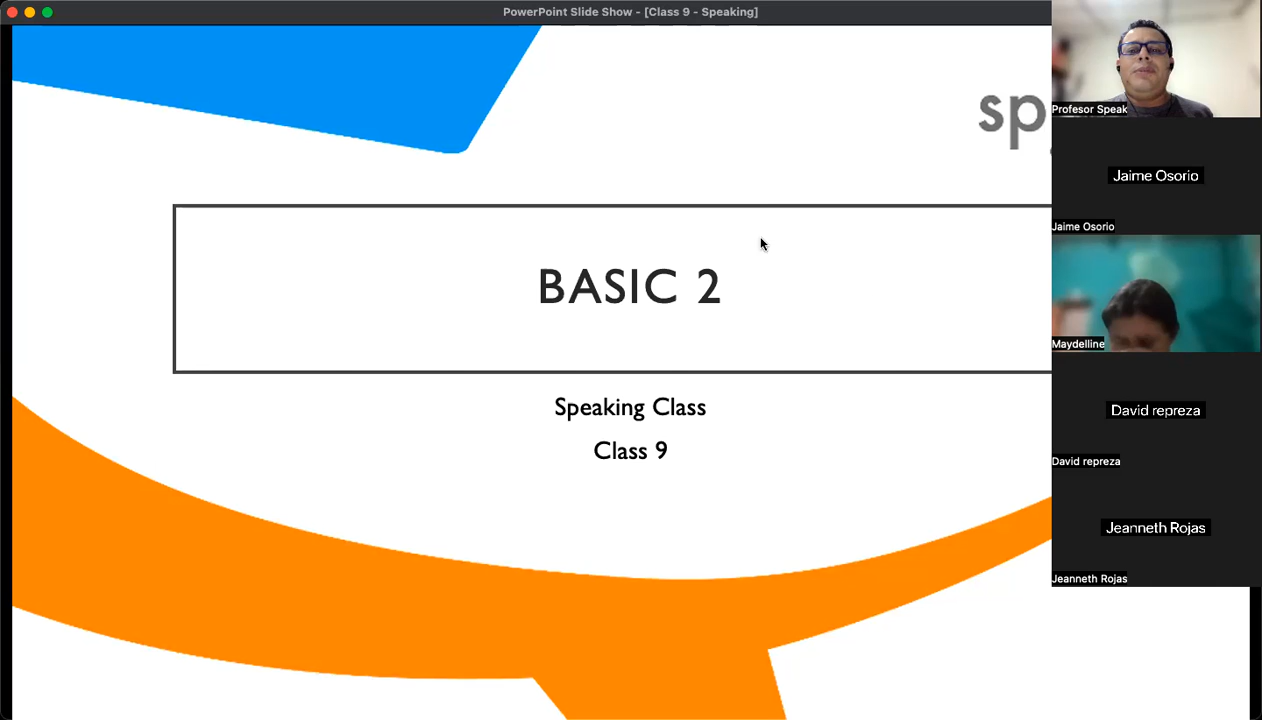 PowerPoint Slide Show - [Class 9 - Speaking]
BASIC 2
Speaking Class
Class 9
Profesor Speak
Jaime Osorio
Jaime Osorio
Maydelline
David repreza
David repreza
Jeanneth Rojas
Jeanneth Rojas